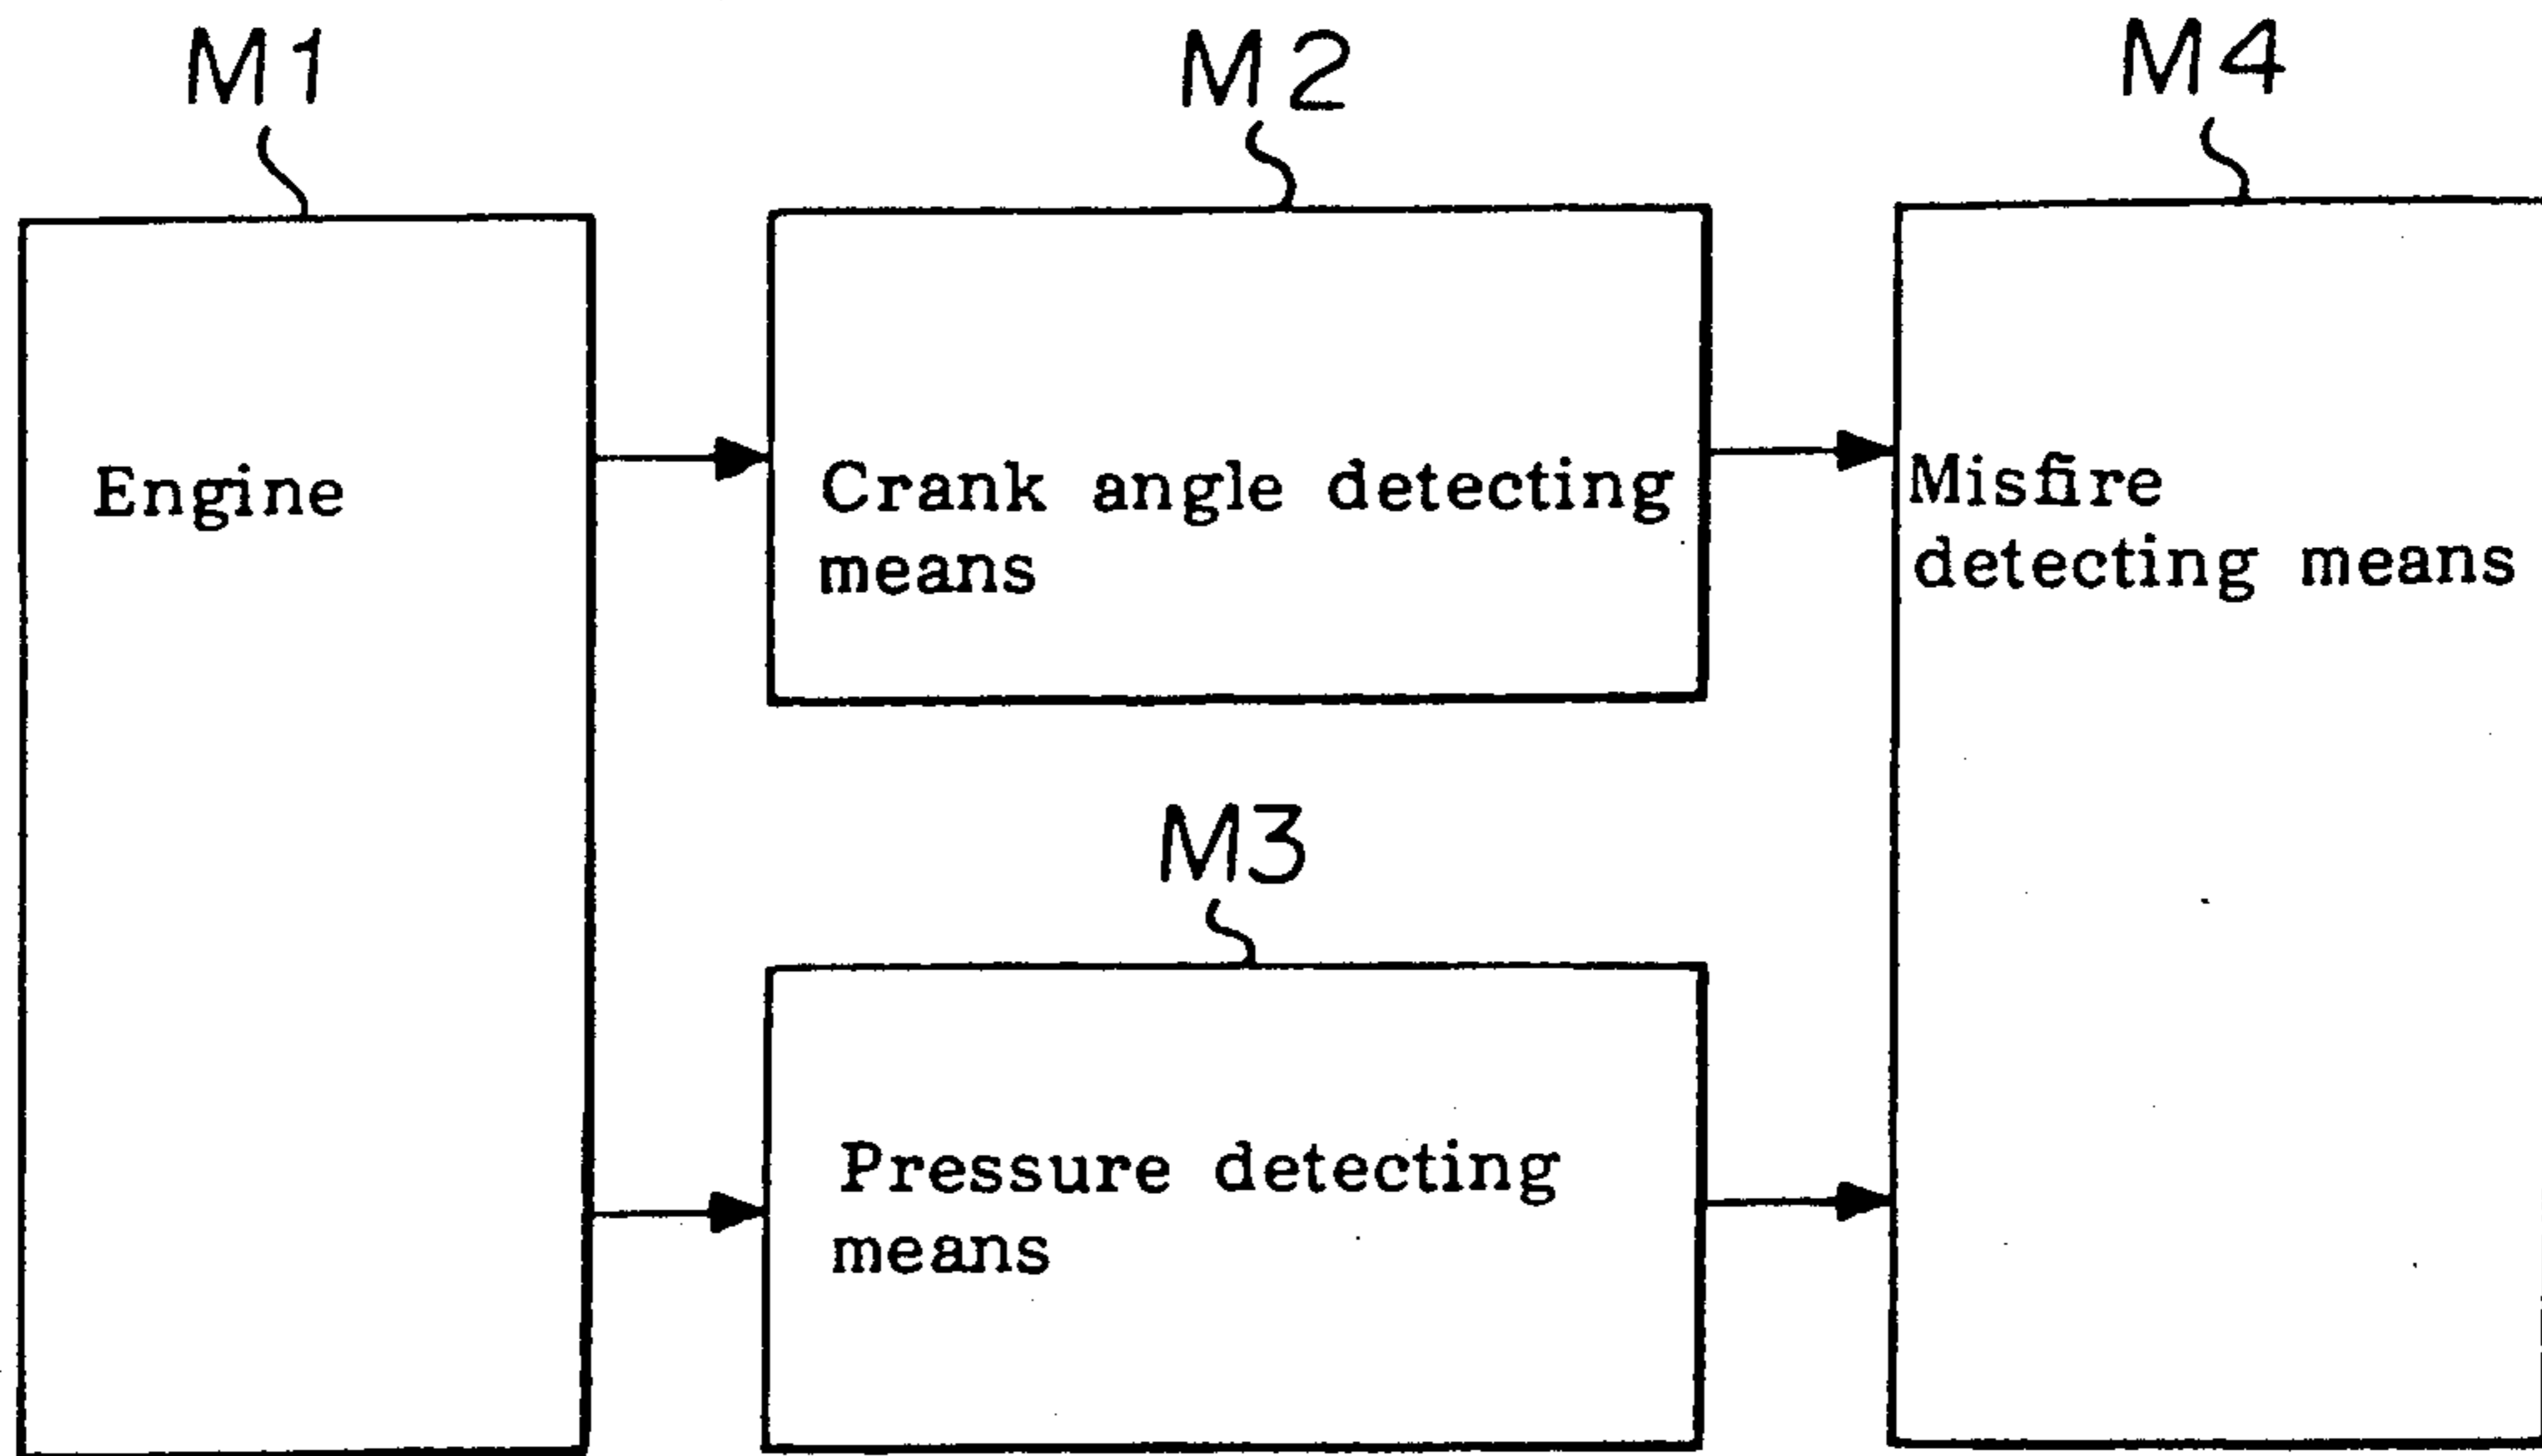 M1
Engine
M2
Crank angle detecting
means
M3
Pressure detecting
means
M4
Misfire
detecting means